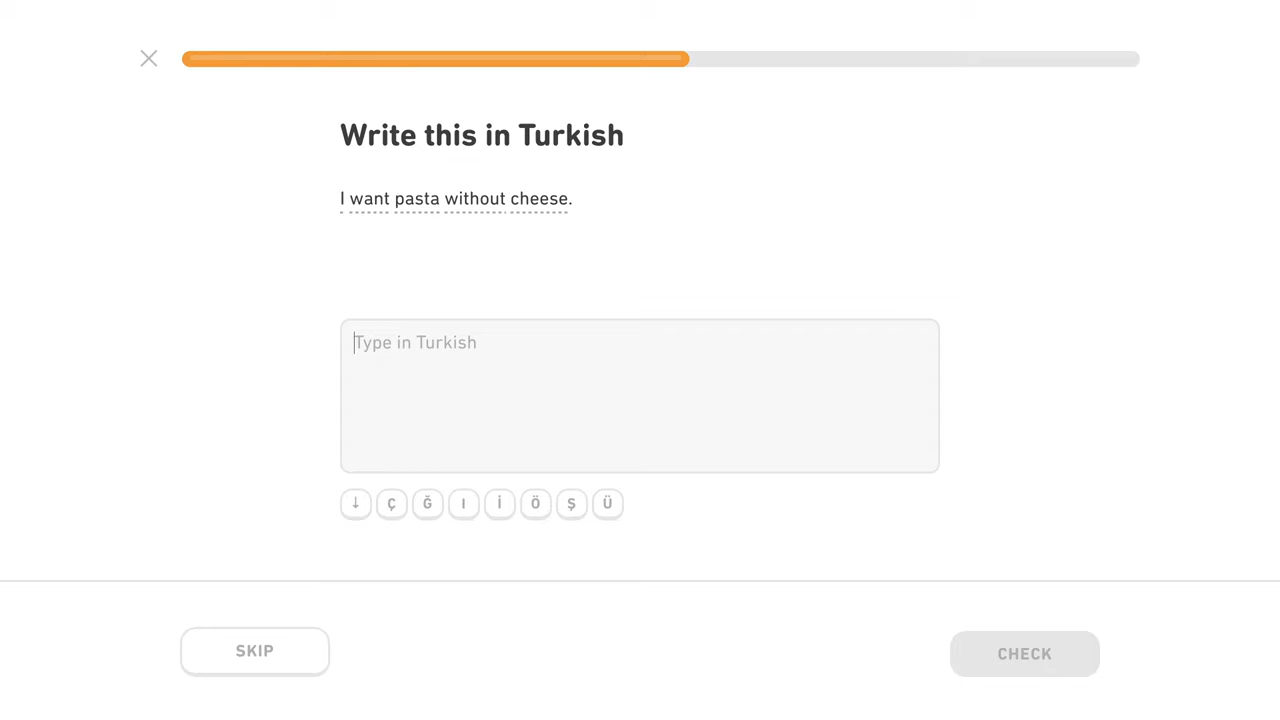 Write this in Turkish
I want pasta without cheese.
Type in Turkish
↓ Ç Ğ I İ Ö Ş Ü
SKIP
CHECK